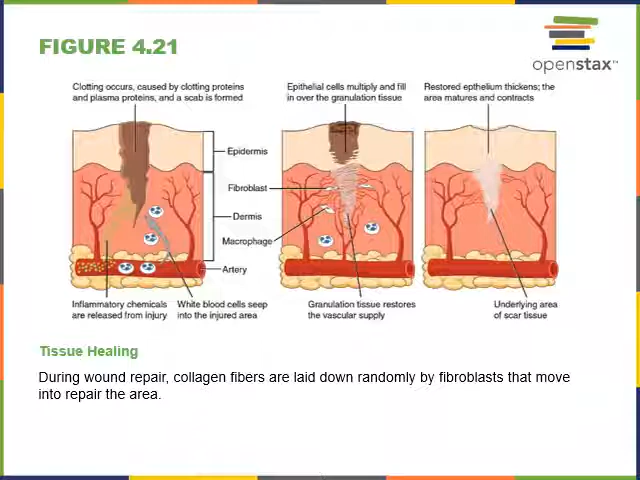 FIGURE 4.21
openstax™
Clotting occurs, caused by clotting proteins
and plasma proteins, and a scab is formed
Epithelial cells multiply and fill
in over the granulation tissue
Restored epthelium thickens; the
area matures and contracts
Epidermis
Fibroblast
Dermis
Macrophage
Artery
Inflammatory chemicals
are released from injury
White blood cells seep
into the injured area
Granulation tissue restores
the vascular supply
Underlying area
of scar tissue
Tissue Healing
During wound repair, collagen fibers are laid down randomly by fibroblasts that move
into repair the area.